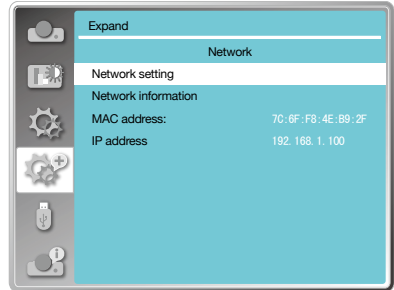 Expand
Network
Network setting
Network information
MAC address: 7C:6F:F8:4E:B9:2F
IP address 192. 168. 1. 100